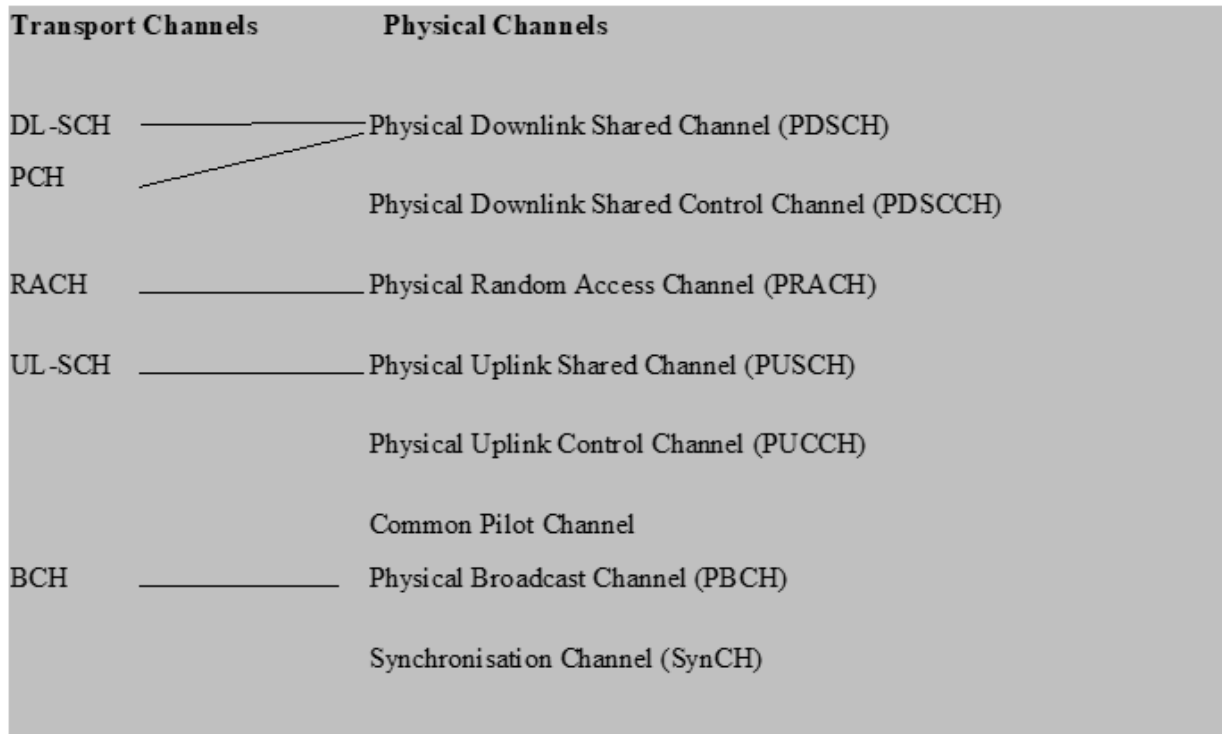 Transport Channels Physical Channels
DL-SCH Physical Downlink Shared Channel (PDSCH)
PCH
Physical Downlink Shared Control Channel (PDSCCH)
RACH Physical Random Access Channel (PRACH)
UL-SCH Physical Uplink Shared Channel (PUSCH)
Physical Uplink Control Channel (PUCCH)
Common Pilot Channel
BCH Physical Broadcast Channel (PBCH)
Synchronisation Channel (SynCH)